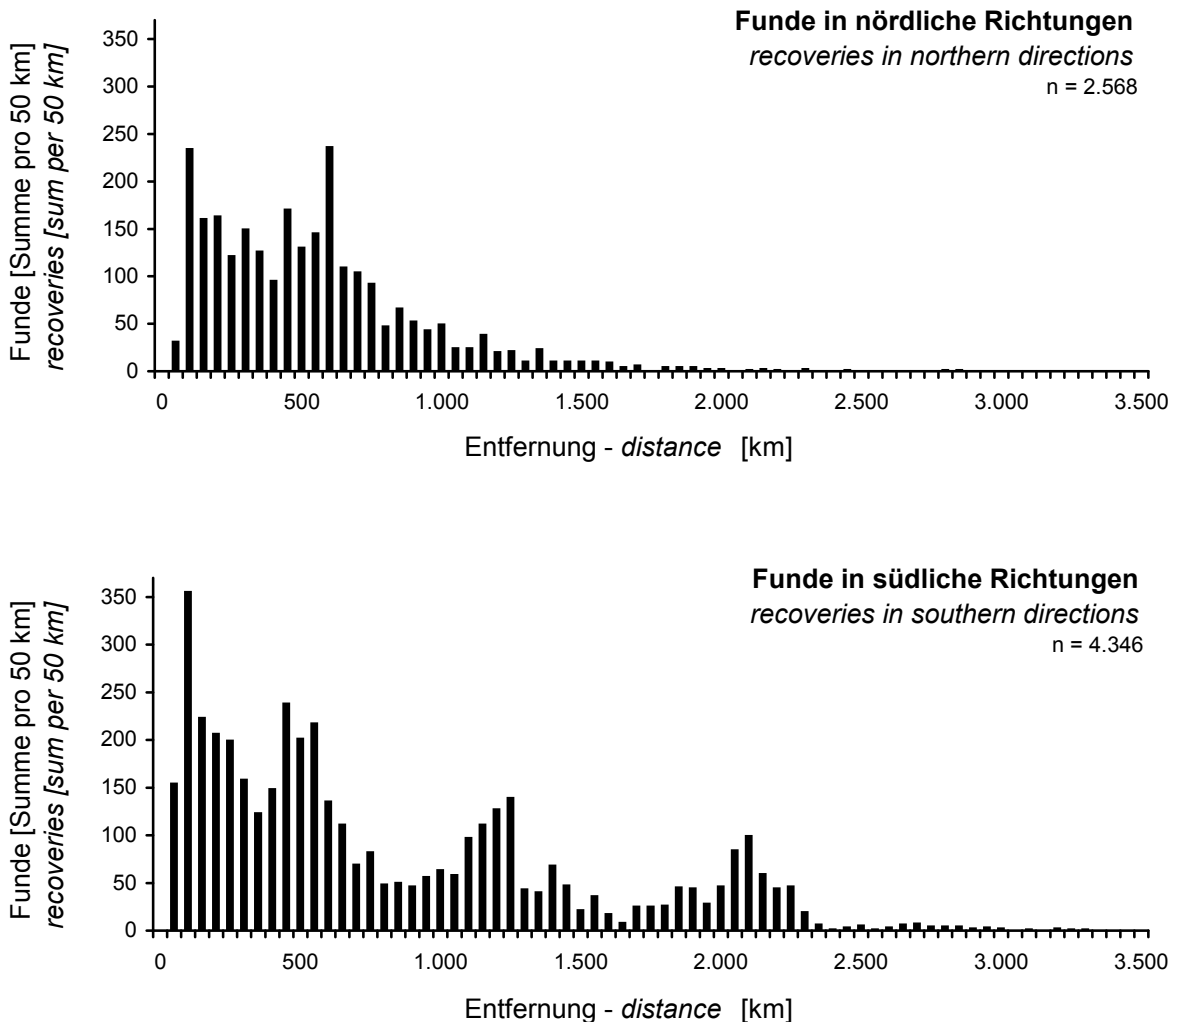 Funde in nördliche Richtungen
recoveries in northern directions
n = 2.568
Funde [Summe pro 50 km]
recoveries [sum per 50 km]
350
300
250
200
150
100
50
0
0 500 1.000 1.500 2.000 2.500 3.000 3.500
Entfernung - distance [km]
Funde in südliche Richtungen
recoveries in southern directions
n = 4.346
Funde [Summe pro 50 km]
recoveries [sum per 50 km]
350
300
250
200
150
100
50
0
0 500 1.000 1.500 2.000 2.500 3.000 3.500
Entfernung - distance [km]